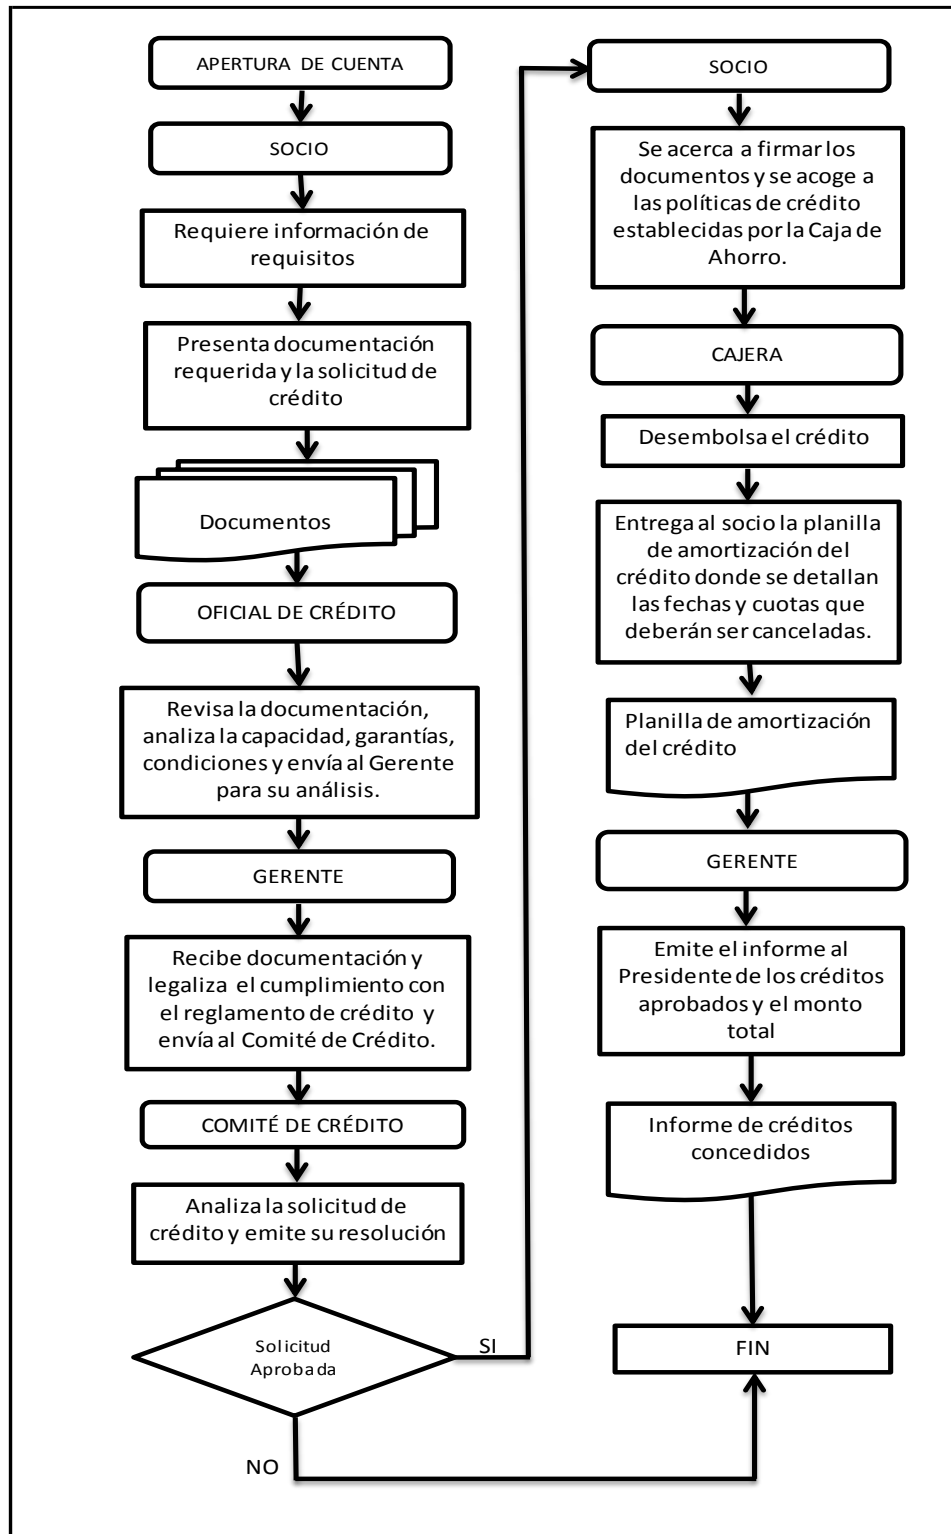 APERTURA DE CUENTA
SOCIO
Requiere información de
requisitos
Presenta documentación
requerida y la solicitud de
crédito
Documentos
OFICIAL DE CRÉDITO
Revisa la documentación,
analiza la capacidad, garantías,
condiciones y envía al Gerente
para su análisis.
GERENTE
Recibe documentación y
legaliza el cumplimiento con
el reglamento de crédito y
envía al Comité de Crédito.
COMITÉ DE CRÉDITO
Analiza la solicitud de
crédito y emite su resolución
Solicitud
Aprobada
SI
NO
SOCIO
Se acerca a firmar los
documentos y se acoge a
las políticas de crédito
establecidas por la Caja de
Ahorro.
CAJERA
Desembolsa el crédito
Entrega al socio la planilla
de amortización del
crédito donde se detallan
las fechas y cuotas que
deberán ser canceladas.
Planilla de amortización
del crédito
GERENTE
Emite el informe al
Presidente de los créditos
aprobados y el monto
total
Informe de créditos
concedidos
FIN